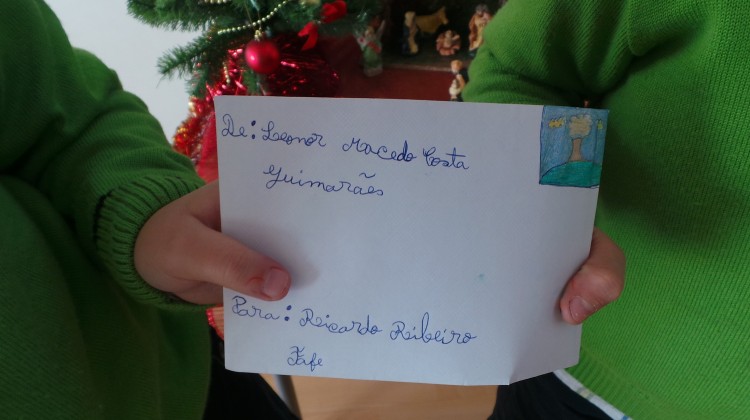 De: Leonor Macedo Costa
Guimarães
Para: Ricardo Ribeiro
Fafe